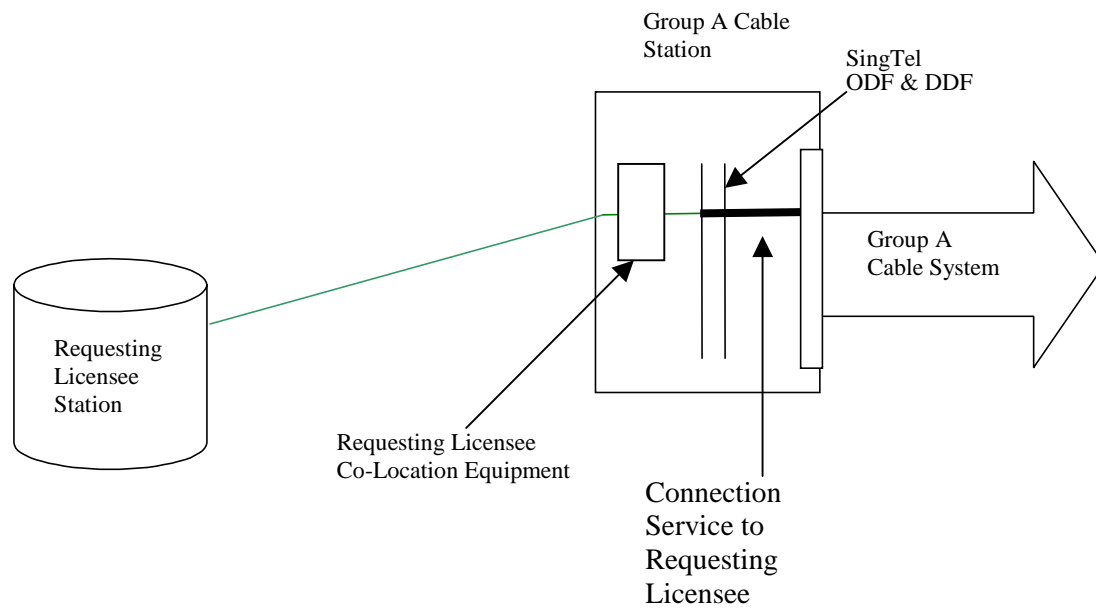 Group A Cable
Station
SingTel
ODF & DDF
Group A
Cable System
Requesting
Licensee
Station
Requesting Licensee
Co-Location Equipment
Connection
Service to
Requesting
Licensee